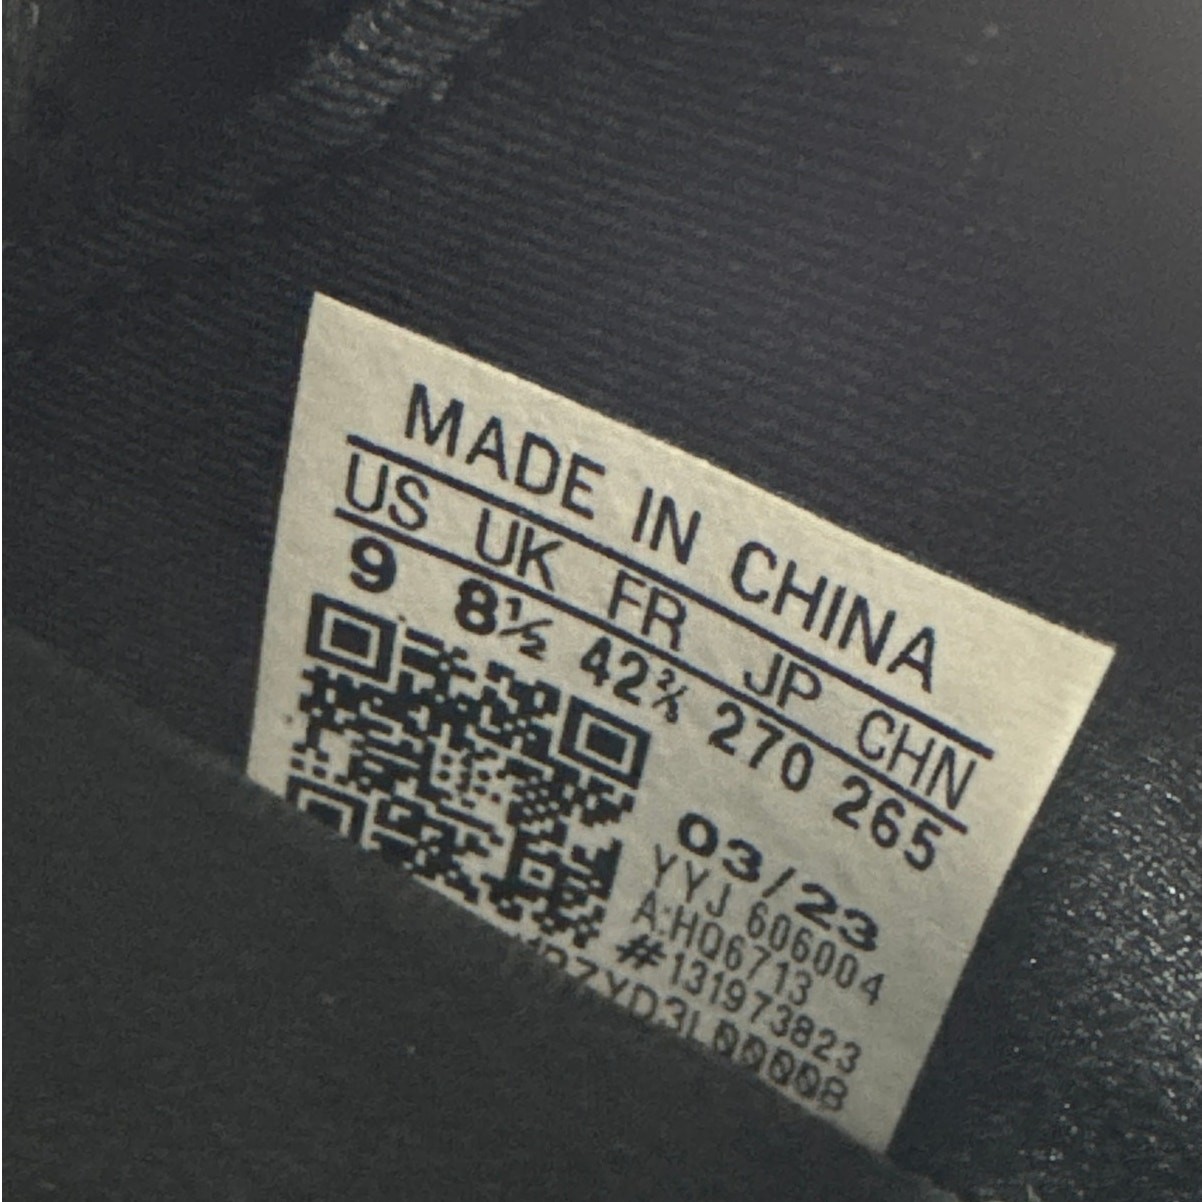 MADE IN CHINA
US UK FR JP CHN
9 8½ 42⅔ 270 265
03/23
YYJ 606004
A:HQ6713
#131973823